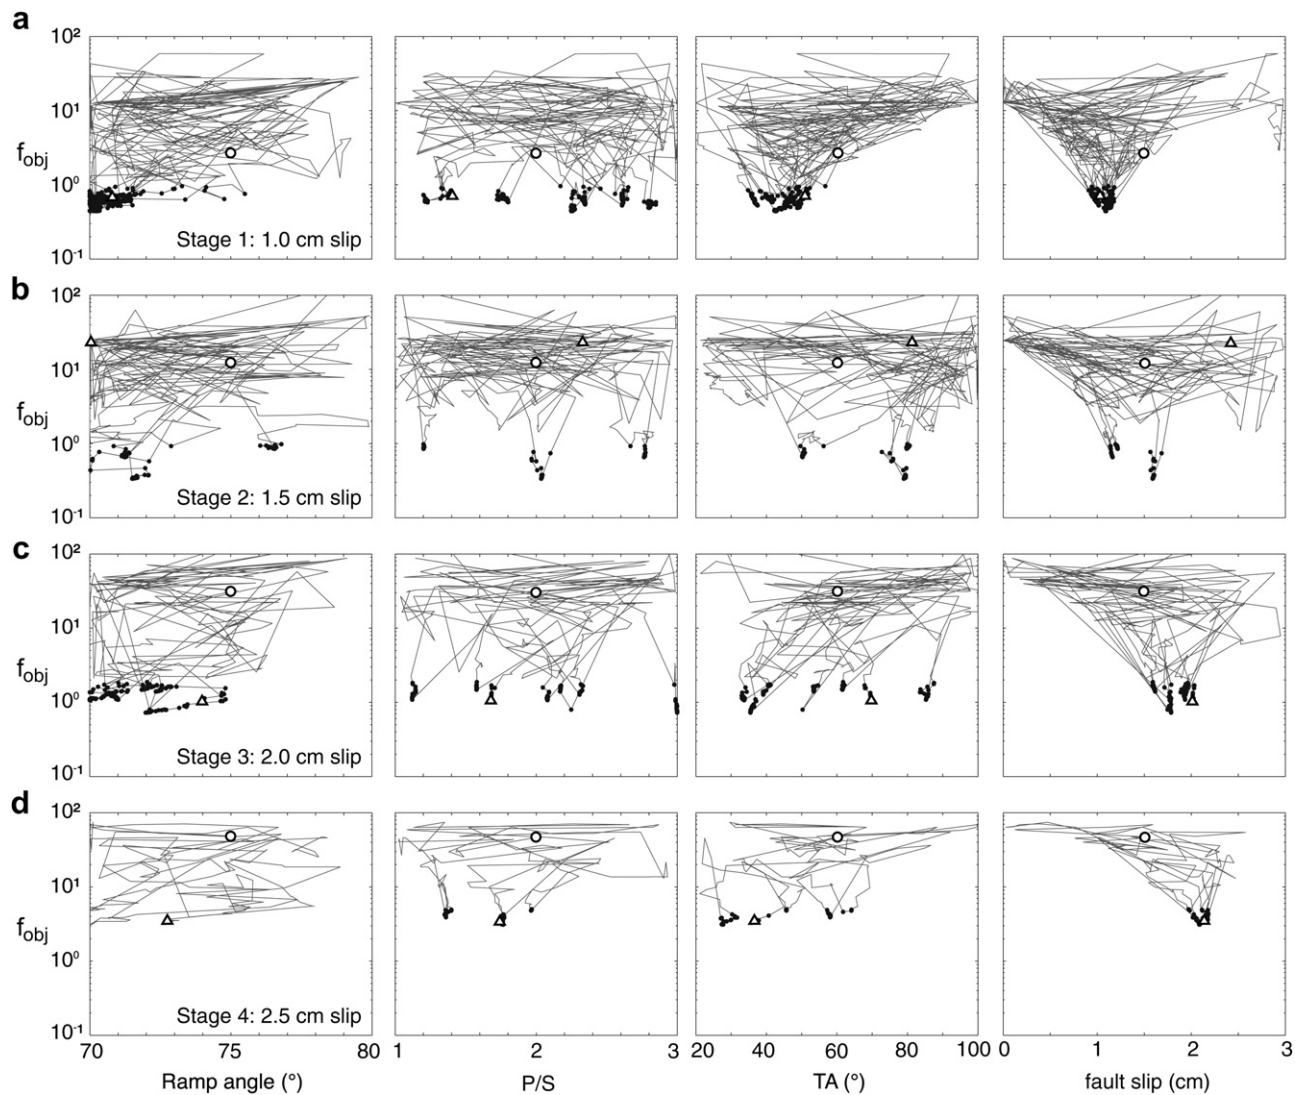 a
10²
10¹
f_obj
10⁰
10⁻¹
Stage 1: 1.0 cm slip
b
10²
10¹
f_obj
10⁰
10⁻¹
Stage 2: 1.5 cm slip
c
10²
10¹
f_obj
10⁰
10⁻¹
Stage 3: 2.0 cm slip
d
10²
10¹
f_obj
10⁰
10⁻¹
Stage 4: 2.5 cm slip
70 75 80 1 2 3 20 40 60 80 100 0 1 2 3
Ramp angle (°) P/S TA (°) fault slip (cm)